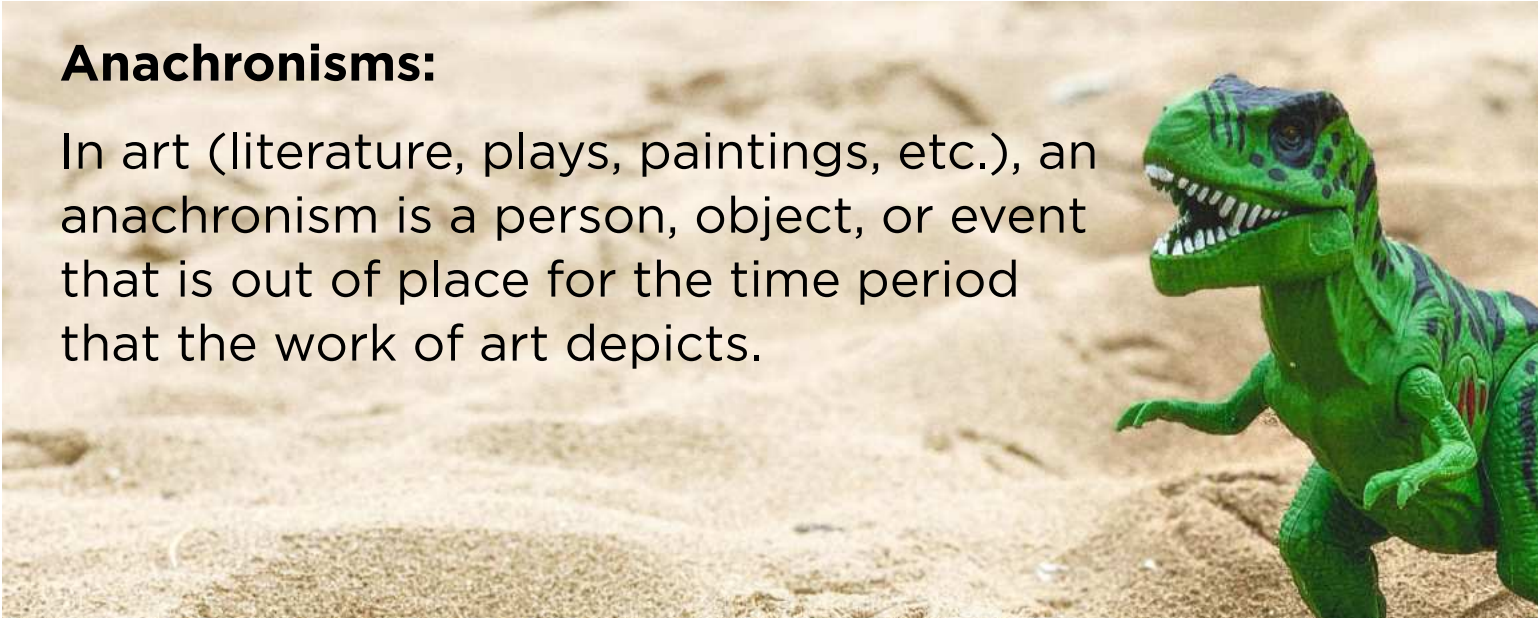 Anachronisms:
In art (literature, plays, paintings, etc.), an
anachronism is a person, object, or event
that is out of place for the time period
that the work of art depicts.